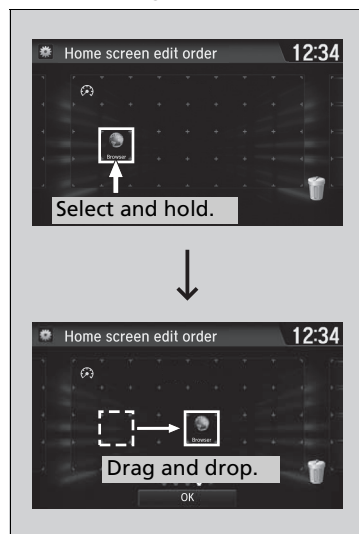 Home screen edit order 12:34
Browser
Select and hold.
Home screen edit order 12:34
Browser
Drag and drop.
OK